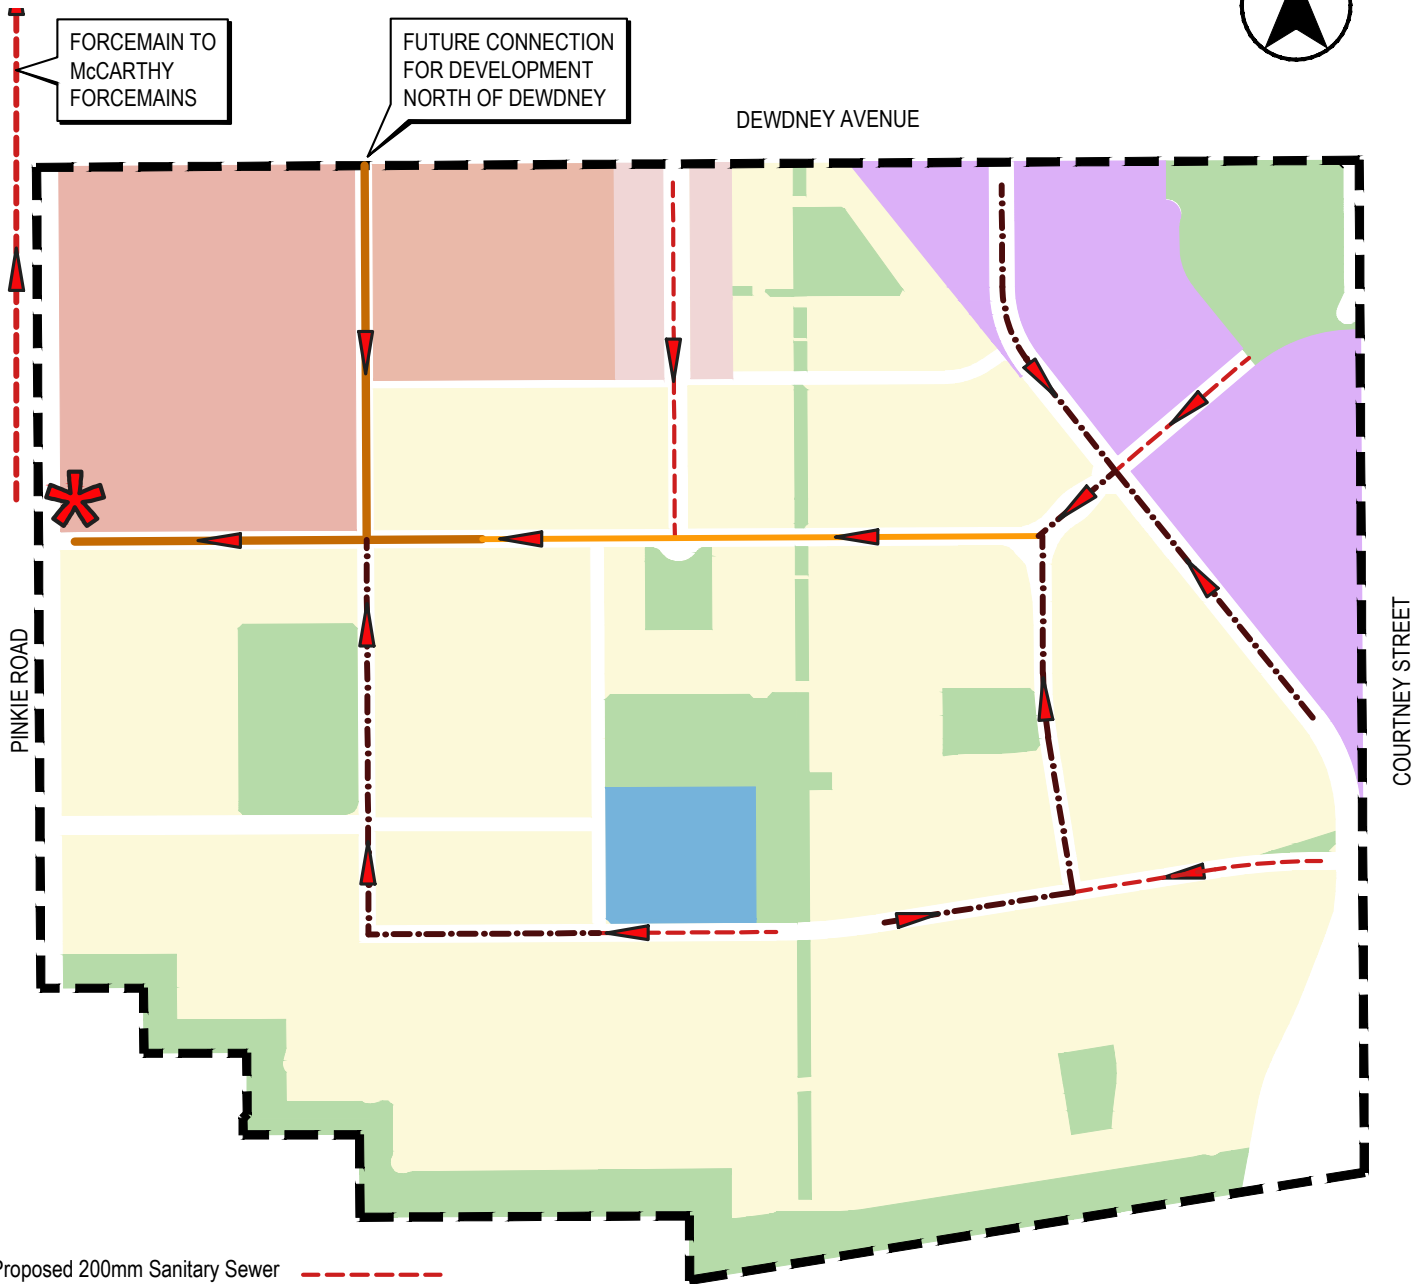 FORCEMAIN TO
McCARTHY
FORCEMAINS
FUTURE CONNECTION
FOR DEVELOPMENT
NORTH OF DEWDNEY
DEWDNEY AVENUE
PINKIE ROAD
COURTNEY STREET
Proposed 200mm Sanitary Sewer